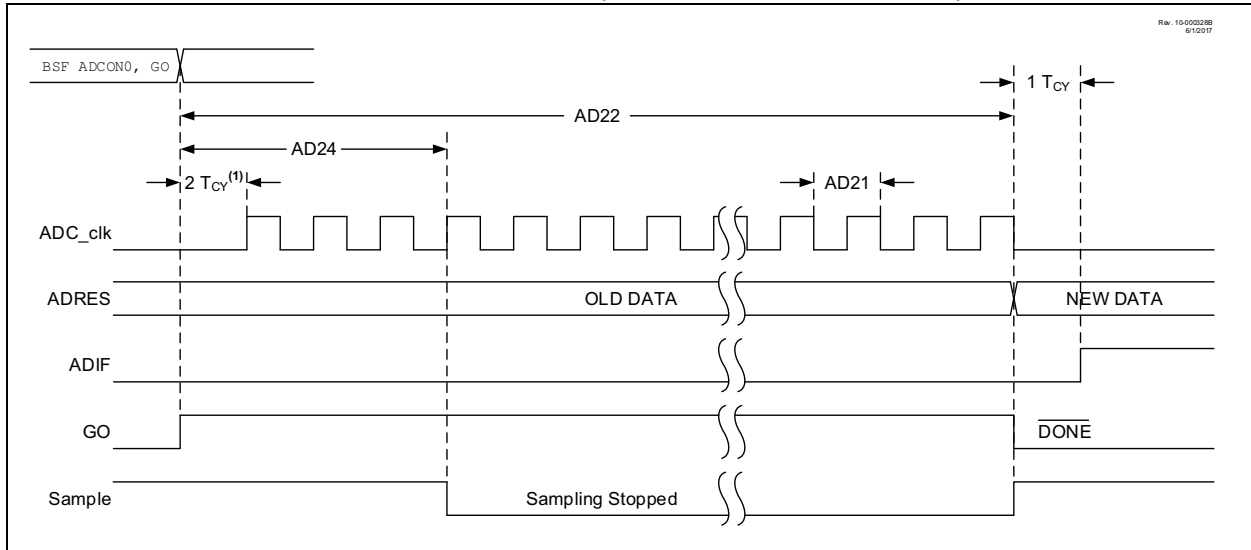 Rev. 10-000328B
6/1/2017
BSF ADCON0, GO
1 TCY
AD22
AD24
2 TCY(1)
AD21
ADC_clk
ADRES
OLD DATA
NEW DATA
ADIF
GO
DONE
Sample
Sampling Stopped